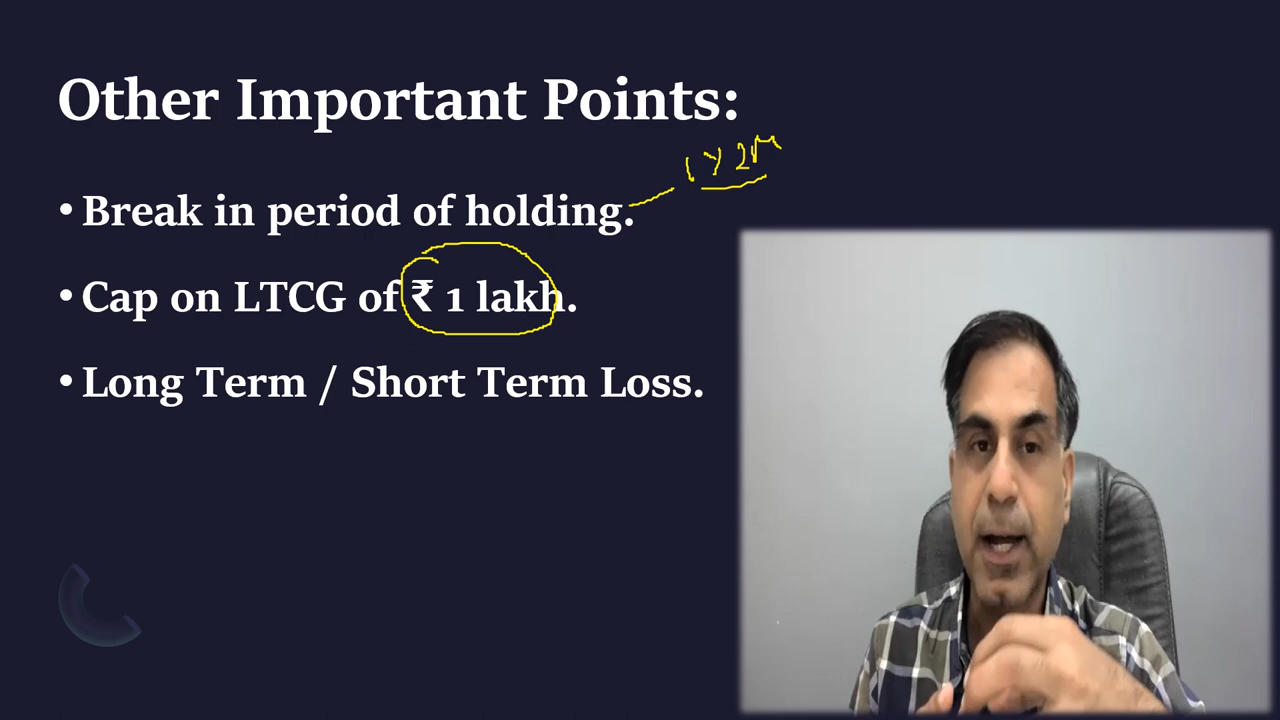 Other Important Points:
1 Y 2M
• Break in period of holding.
• Cap on LTCG of ₹ 1 lakh.
• Long Term / Short Term Loss.